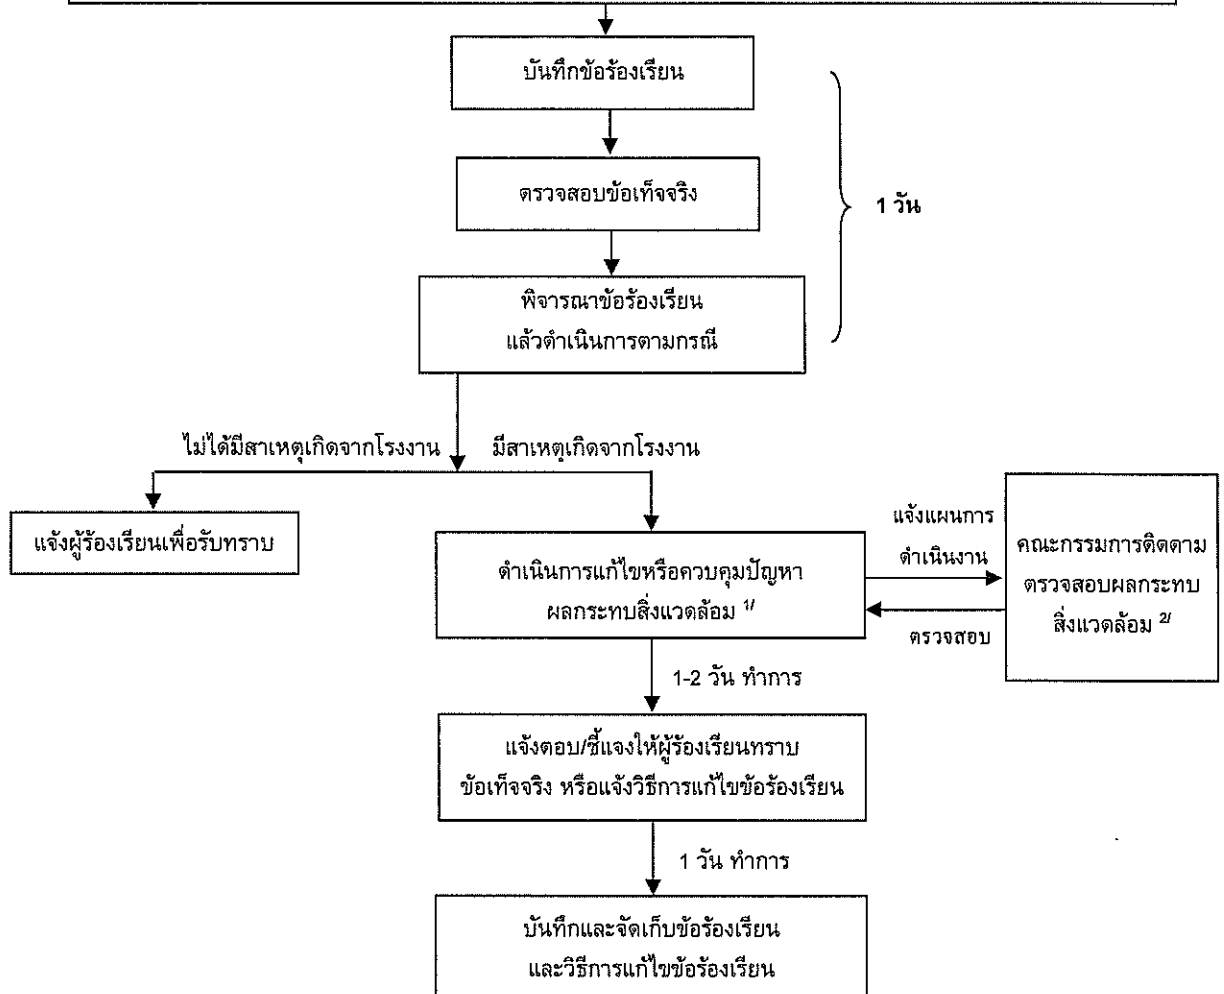 บันทึกข้อร้องเรียน
ตรวจสอบข้อเท็จจริง
1 วัน
พิจารณาข้อร้องเรียน
แล้วดำเนินการตามกรณี
ไม่ได้มีสาเหตุเกิดจากโรงงาน
มีสาเหตุเกิดจากโรงงาน
แจ้งผู้ร้องเรียนเพื่อรับทราบ
ดำเนินการแก้ไขหรือควบคุมปัญหา
ผลกระทบสิ่งแวดล้อม 1/
แจ้งแผนการ
ดำเนินงาน
ตรวจสอบ
คณะกรรมการติดตาม
ตรวจสอบผลกระทบ
สิ่งแวดล้อม 2/
1-2 วัน ทำการ
แจ้งตอบ/ชี้แจงให้ผู้ร้องเรียนทราบ
ข้อเท็จจริง หรือแจ้งวิธีการแก้ไขข้อร้องเรียน
1 วัน ทำการ
บันทึกและจัดเก็บข้อร้องเรียน
และวิธีการแก้ไขข้อร้องเรียน